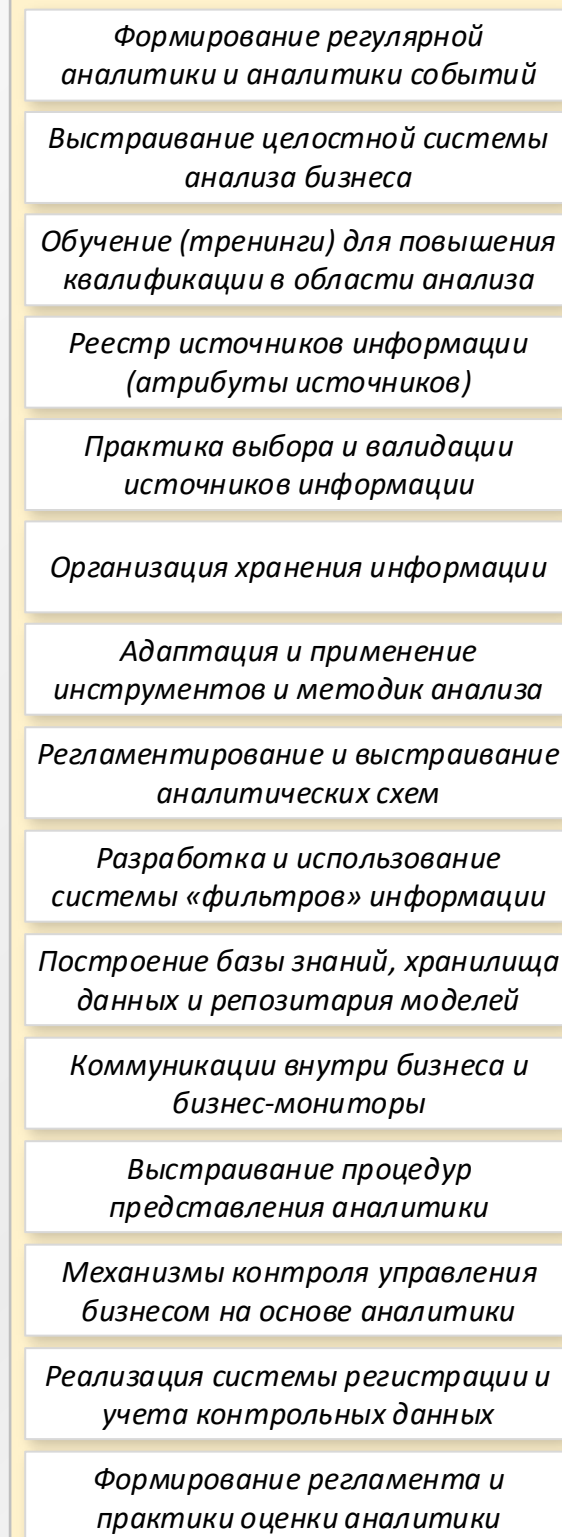 Формирование регулярной
аналитики и аналитики событий
Выстраивание целостной системы
анализа бизнеса
Обучение (тренинги) для повышения
квалификации в области анализа
Реестр источников информации
(атрибуты источников)
Практика выбора и валидации
источников информации
Организация хранения информации
Адаптация и применение
инструментов и методик анализа
Регламентирование и выстраивание
аналитических схем
Разработка и использование
системы «фильтров» информации
Построение базы знаний, хранилища
данных и репозитария моделей
Коммуникации внутри бизнеса и
бизнес-мониторы
Выстраивание процедур
представления аналитики
Механизмы контроля управления
бизнесом на основе аналитики
Реализация системы регистрации и
учета контрольных данных
Формирование регламента и
практики оценки аналитики